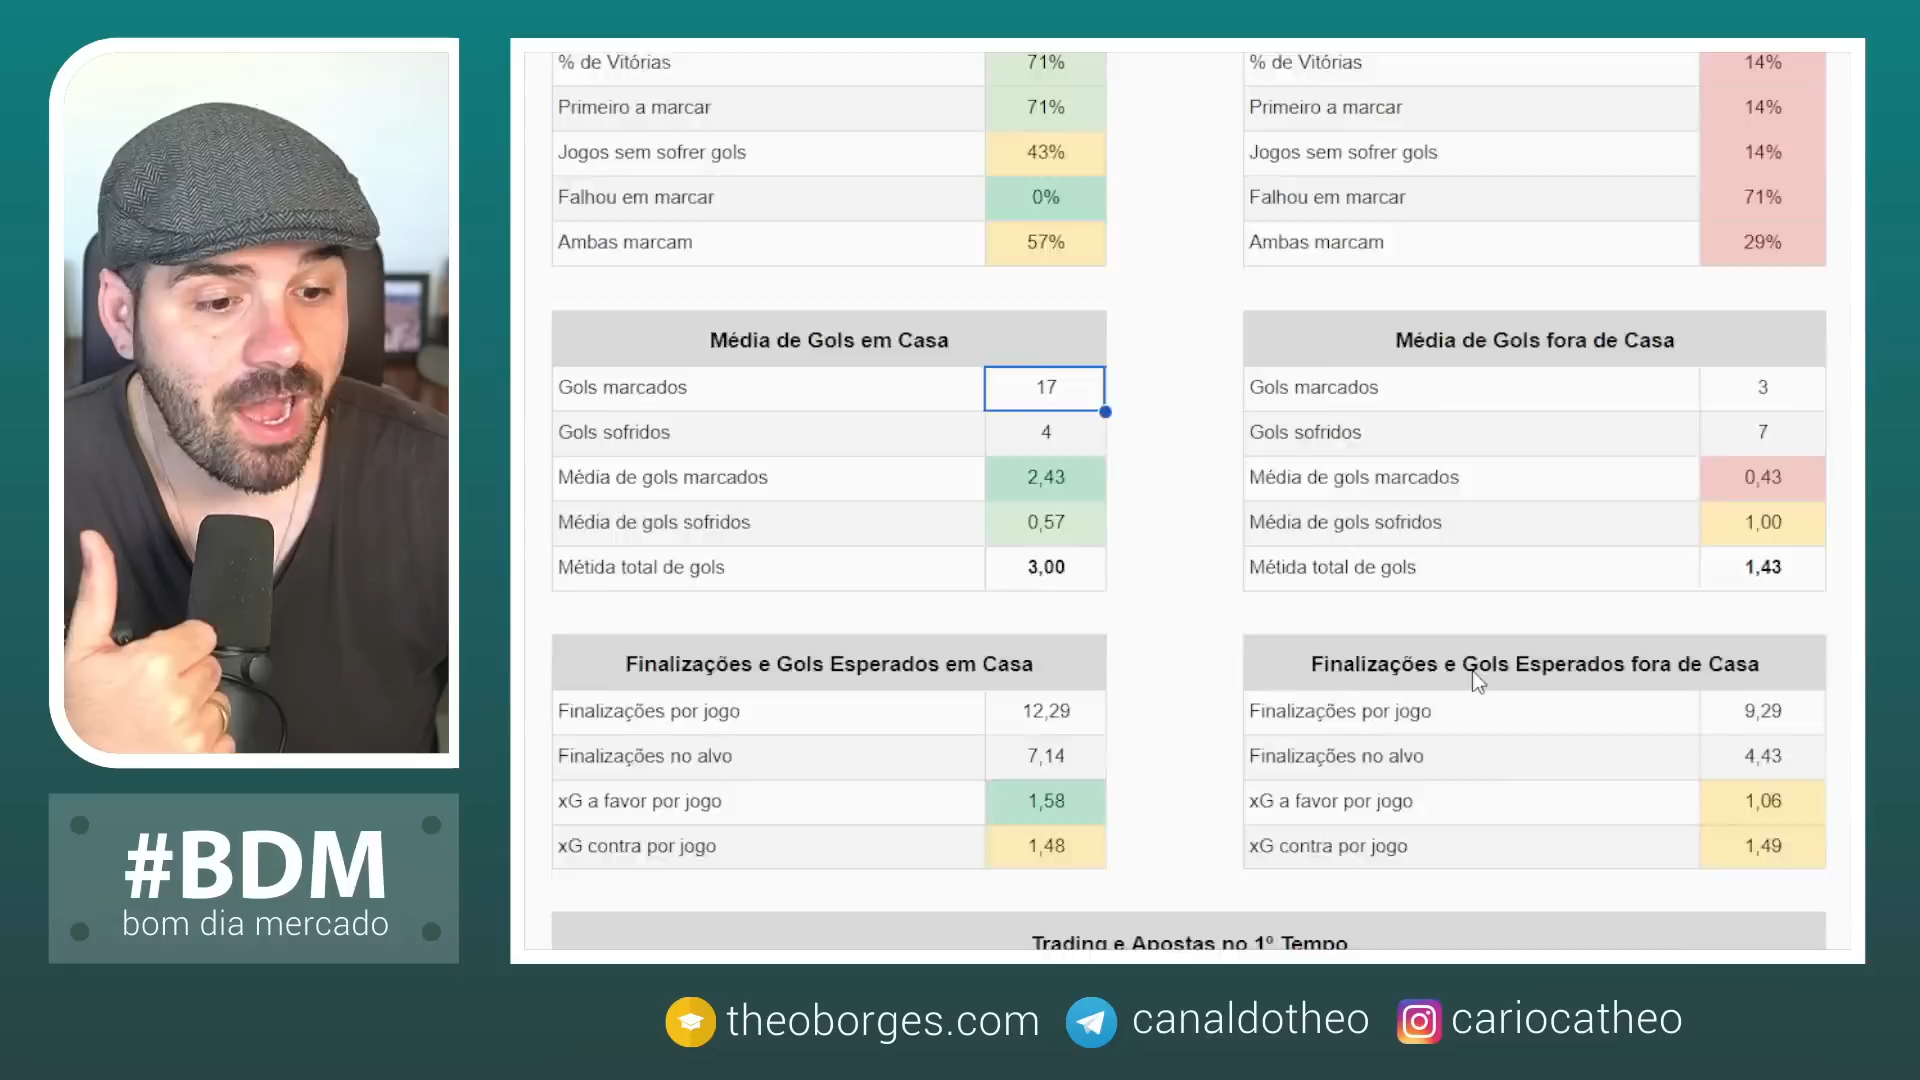 % de Vitórias 71%
Primeiro a marcar 71%
Jogos sem sofrer gols 43%
Falhou em marcar 0%
Ambas marcam 57%
% de Vitórias 14%
Primeiro a marcar 14%
Jogos sem sofrer gols 14%
Falhou em marcar 71%
Ambas marcam 29%
Média de Gols em Casa
Gols marcados 17
Gols sofridos 4
Média de gols marcados 2,43
Média de gols sofridos 0,57
Métida total de gols 3,00
Média de Gols fora de Casa
Gols marcados 3
Gols sofridos 7
Média de gols marcados 0,43
Média de gols sofridos 1,00
Métida total de gols 1,43
Finalizações e Gols Esperados em Casa
Finalizações por jogo 12,29
Finalizações no alvo 7,14
xG a favor por jogo 1,58
xG contra por jogo 1,48
Finalizações e Gols Esperados fora de Casa
Finalizações por jogo 9,29
Finalizações no alvo 4,43
xG a favor por jogo 1,06
xG contra por jogo 1,49
Trading e Apostas no 1º Tempo
#BDM
bom dia mercado
theoborges.com canaldotheo cariocatheo